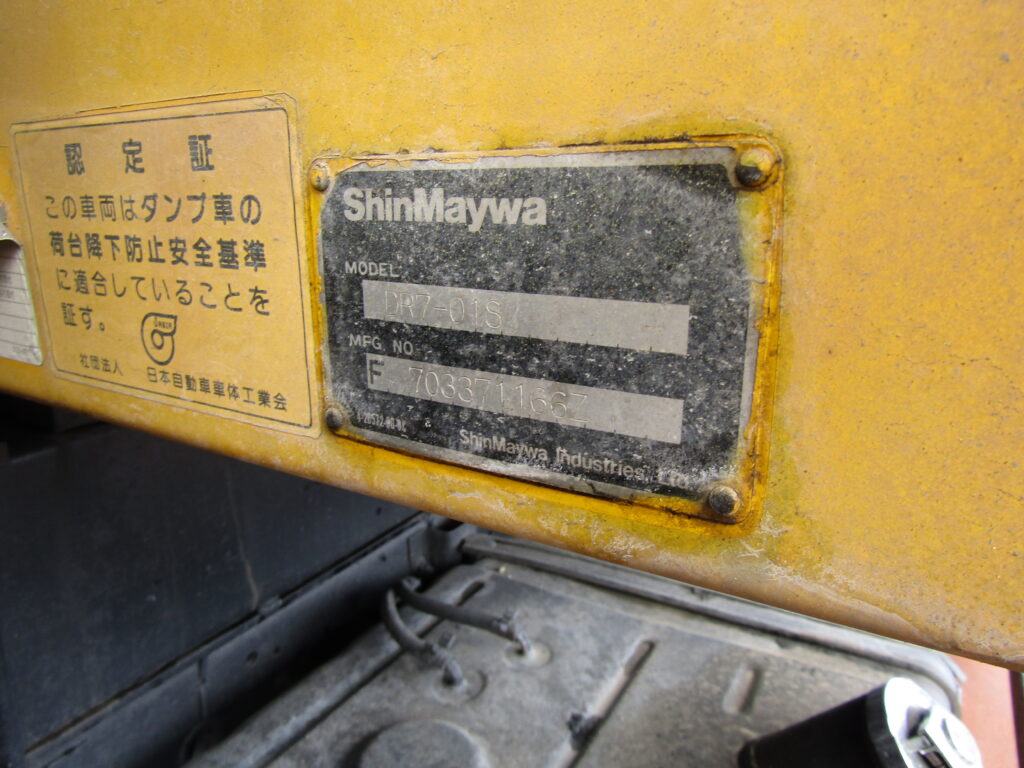 認定証
この車両はダンプ車の
荷台降下防止安全基準
に適合していることを
証す。
社団法人 日本自動車車体工業会
ShinMaywa
MODEL
DR7-01S
MFG NO
F 703371166Z
ShinMaywa Industries, Ltd.